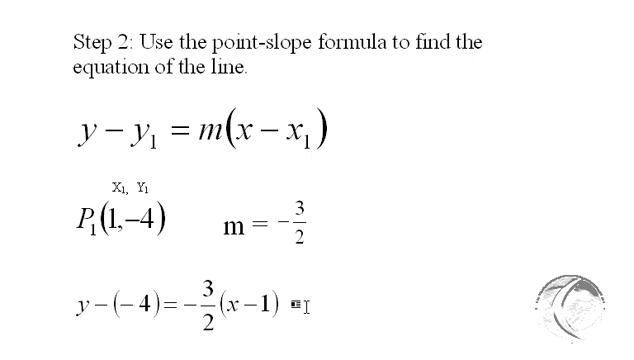 Step 2: Use the point-slope formula to find the
equation of the line.
y − y₁ = m(x − x₁)
X₁, Y₁
P₁(1,−4) m = −3/2
y − (−4) = −3/2(x − 1)